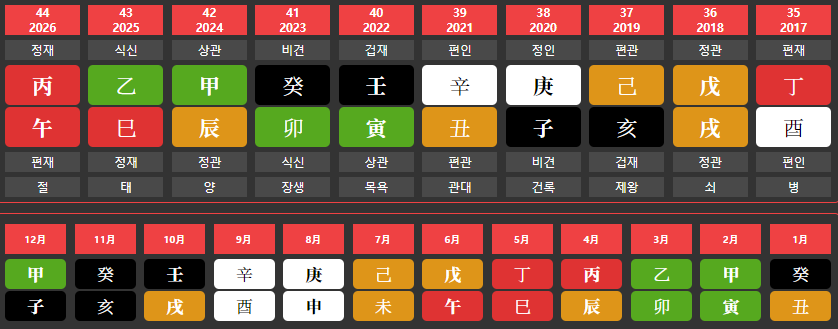 44 43 42 41 40 39 38 37 36 35
2026 2025 2024 2023 2022 2021 2020 2019 2018 2017
정재 식신 상관 비견 겁재 편인 정인 편관 정관 편재
丙 乙 甲 癸 壬 辛 庚 己 戊 丁
午 巳 辰 卯 寅 丑 子 亥 戌 酉
편재 정재 정관 식신 상관 편관 비견 겁재 정관 편인
절 태 양 장생 목욕 관대 건록 제왕 쇠 병
12月 11月 10月 9月 8月 7月 6月 5月 4月 3月 2月 1月
甲 癸 壬 辛 庚 己 戊 丁 丙 乙 甲 癸
子 亥 戌 酉 申 未 午 巳 辰 卯 寅 丑